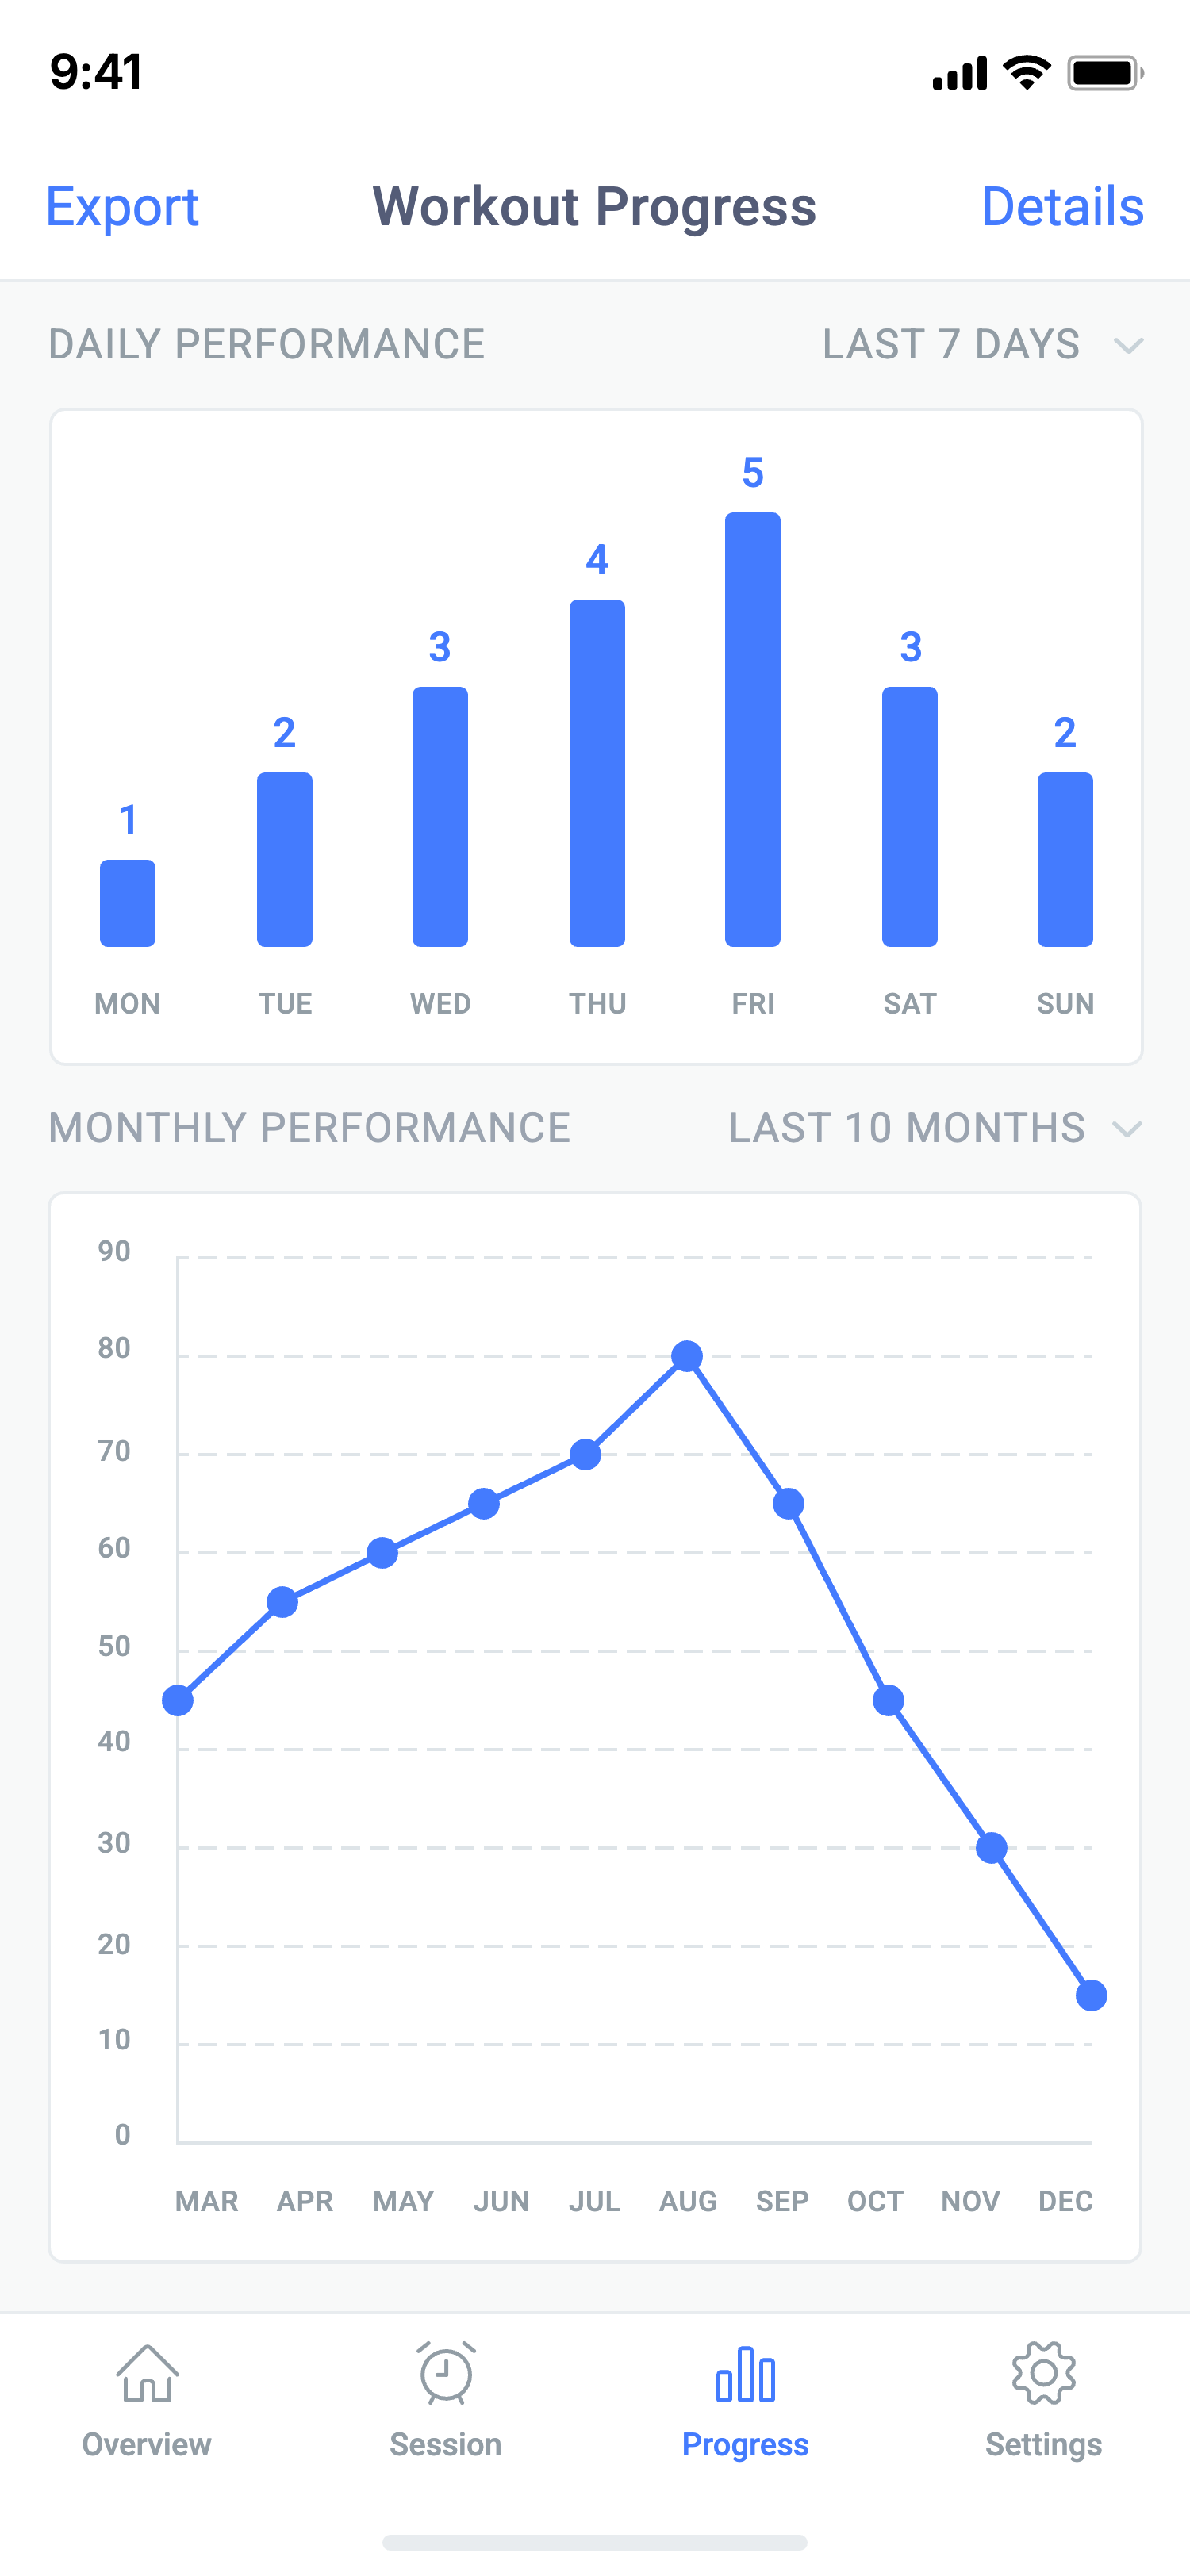 9:41
Export Workout Progress Details
DAILY PERFORMANCE LAST 7 DAYS
5
4
3 3
2 2
1
MON TUE WED THU FRI SAT SUN
MONTHLY PERFORMANCE LAST 10 MONTHS
90
80
70
60
50
40
30
20
10
0
MAR APR MAY JUN JUL AUG SEP OCT NOV DEC
Overview Session Progress Settings